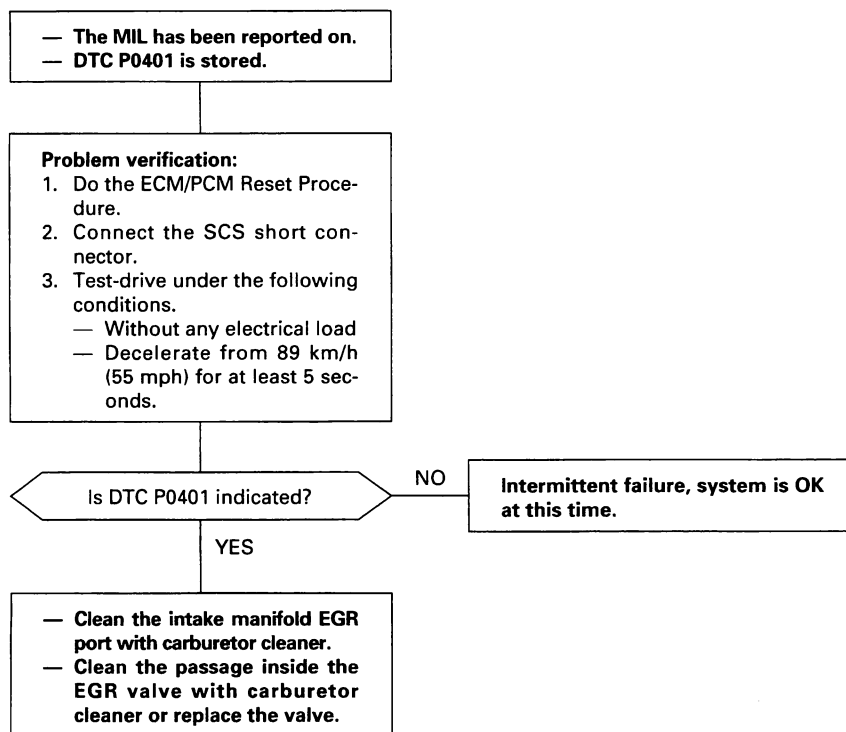 — The MIL has been reported on.
— DTC P0401 is stored.
Problem verification:
1. Do the ECM/PCM Reset Proce-
dure.
2. Connect the SCS short con-
nector.
3. Test-drive under the following
conditions.
— Without any electrical load
— Decelerate from 89 km/h
(55 mph) for at least 5 sec-
onds.
Is DTC P0401 indicated?
NO
Intermittent failure, system is OK
at this time.
YES
— Clean the intake manifold EGR
port with carburetor cleaner.
— Clean the passage inside the
EGR valve with carburetor
cleaner or replace the valve.